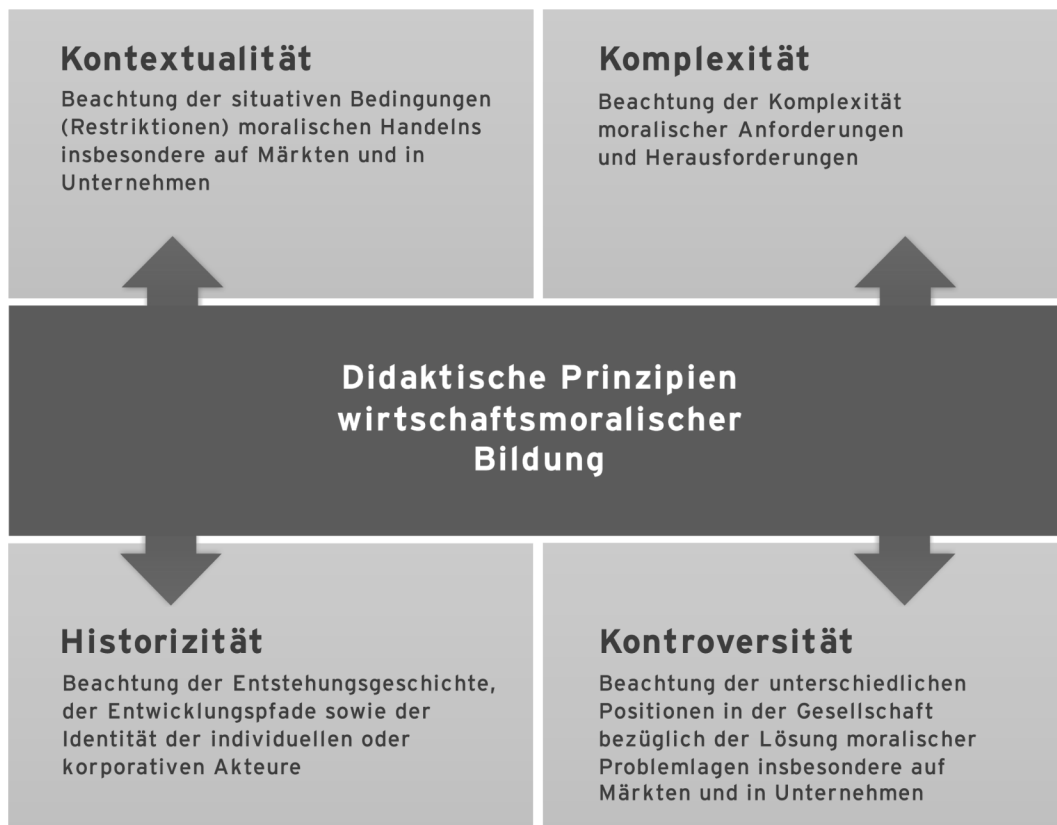 Kontextualität
Beachtung der situativen Bedingungen
(Restriktionen) moralischen Handelns
insbesondere auf Märkten und in
Unternehmen
Komplexität
Beachtung der Komplexität
moralischer Anforderungen
und Herausforderungen
Didaktische Prinzipien
wirtschaftsmoralischer
Bildung
Historizität
Beachtung der Entstehungsgeschichte,
der Entwicklungspfade sowie der
Identität der individuellen oder
korporativen Akteure
Kontroversität
Beachtung der unterschiedlichen
Positionen in der Gesellschaft
bezüglich der Lösung moralischer
Problemlagen insbesondere auf
Märkten und in Unternehmen